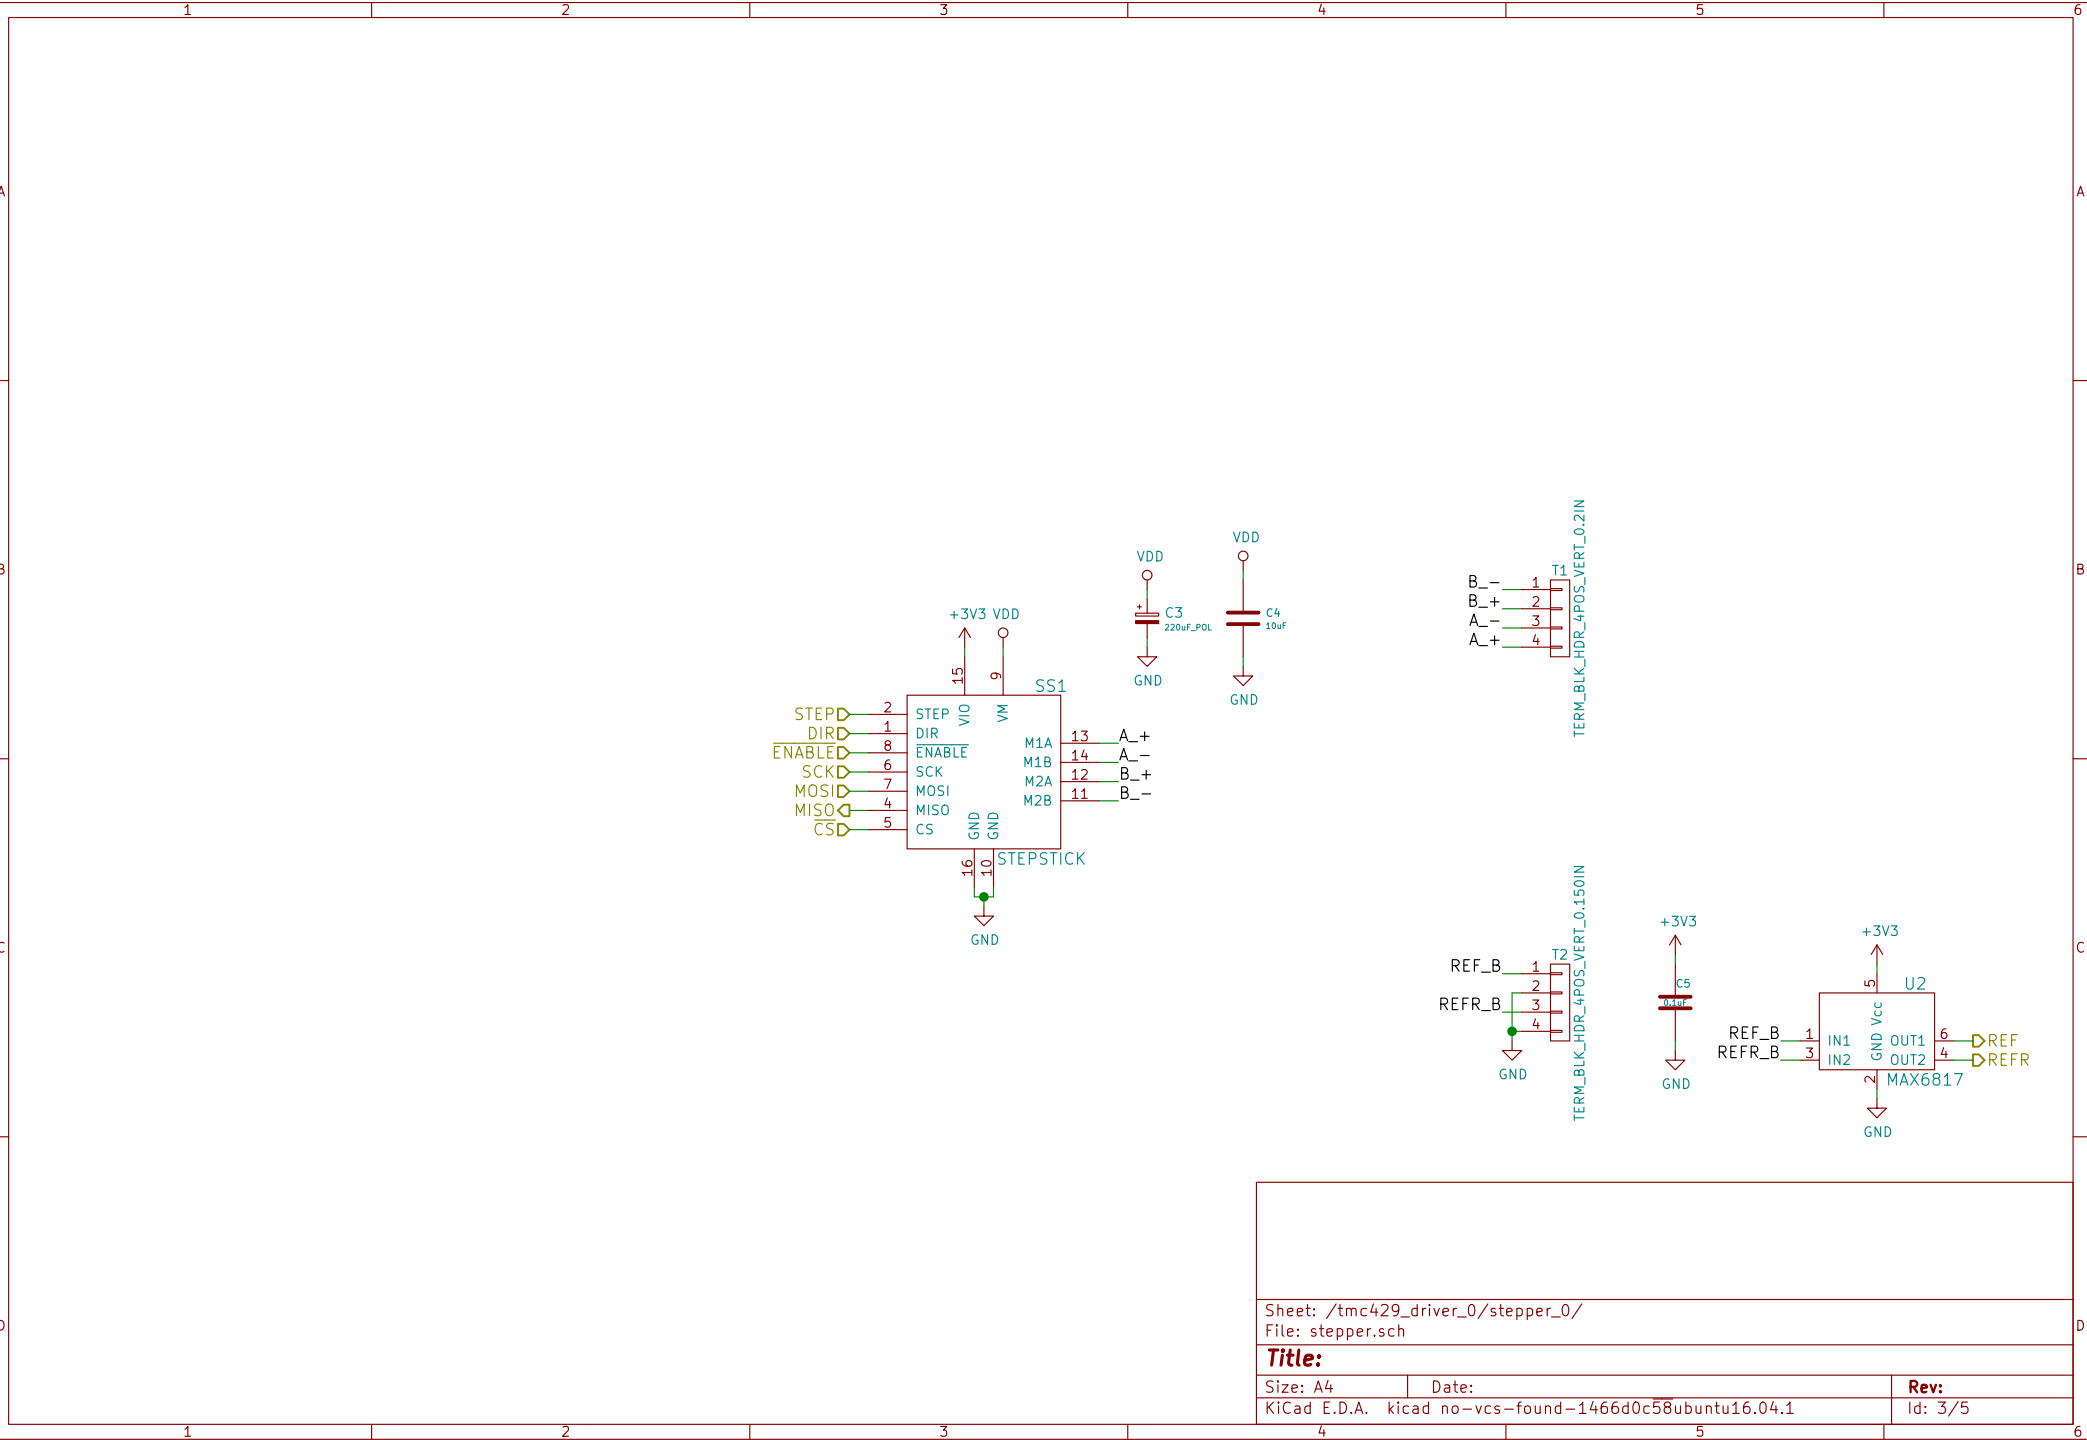 1 2 3 4 5 6
A A
B B
C C
D D
VDD
VDD
C3
220uF_POL
GND
C4
10uF
GND
+3V3 VDD
15 9
SS1
VIO VM
STEP 2 STEP
DIR 1 DIR
ENABLE 8 ENABLE
SCK 6 SCK
MOSI 7 MOSI
MISO 4 MISO
CS 5 CS
M1A 13 A_+
M1B 14 A_-
M2A 12 B_+
M2B 11 B_-
GND GND
16 10
STEPSTICK
GND
T1
B_- 1
B_+ 2
A_- 3
A_+ 4
TERM_BLK_HDR_4POS_VERT_0.2IN
T2
REF_B 1
2
REFR_B 3
4
GND
TERM_BLK_HDR_4POS_VERT_0.150IN
+3V3
C5
0.1uF
GND
+3V3
5
U2
GND Vcc
REF_B 1 IN1 OUT1 6 REF
REFR_B 3 IN2 OUT2 4 REFR
2
MAX6817
GND
Sheet: /tmc429_driver_0/stepper_0/
File: stepper.sch
Title:
Size: A4 Date: Rev:
KiCad E.D.A. kicad no-vcs-found-1466d0c58ubuntu16.04.1 Id: 3/5
1 2 3 4 5 6